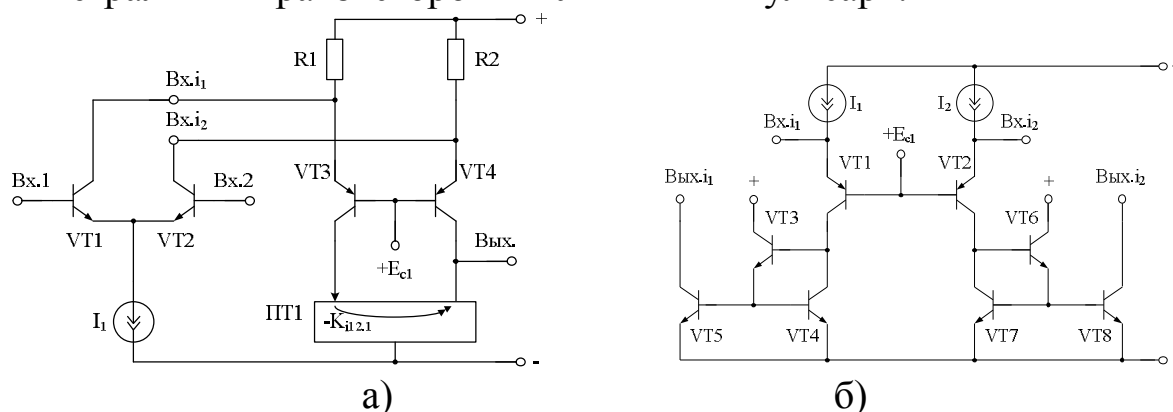 R1
R2
+
Вх.i₁
Вх.i₂
VT3
VT4
Вх.1
Вх.2
VT1
VT2
+Ec1
Вых.
ПТ1
-Ki12.1
I₁
-
а)
I₁
I₂
Вх.i₁
Вх.i₂
+Ec1
VT1
VT2
Вых.i₁
+
+
Вых.i₂
VT3
VT6
VT5
VT4
VT7
VT8
б)